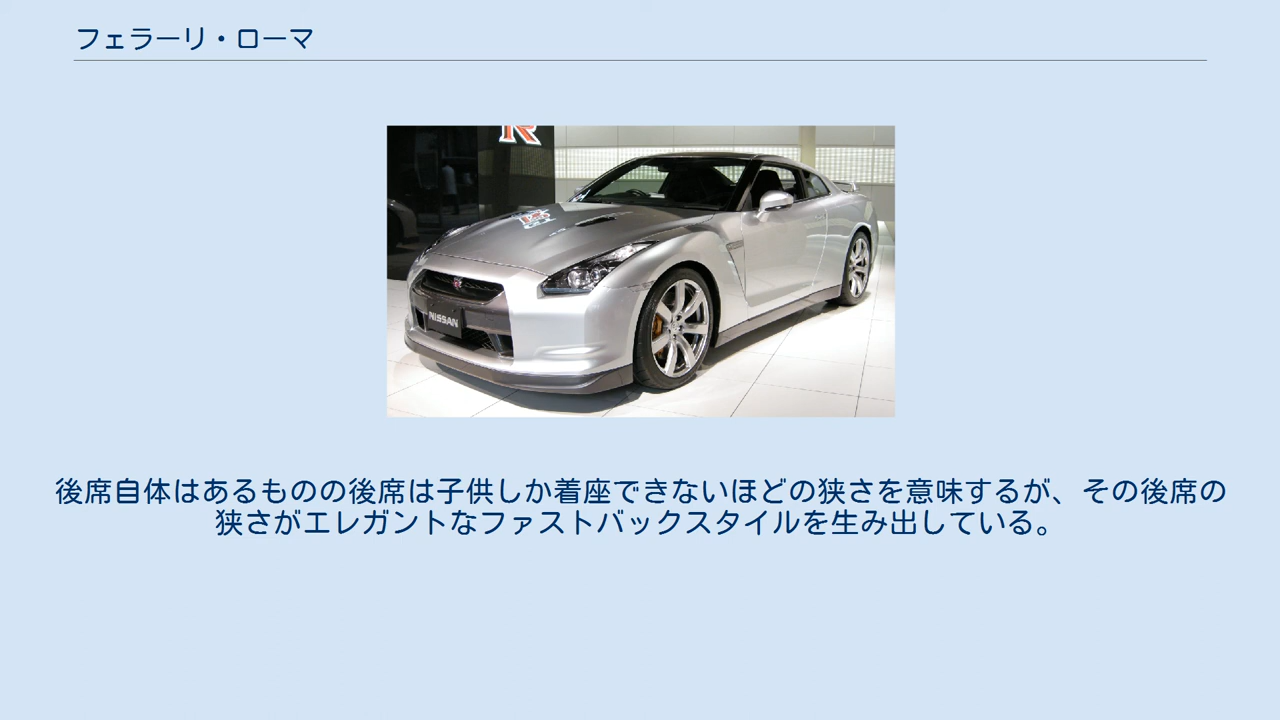 フェラーリ・ローマ
R
R
NISSAN
後席自体はあるものの後席は子供しか着座できないほどの狭さを意味するが、その後席の
狭さがエレガントなファストバックスタイルを生み出している。